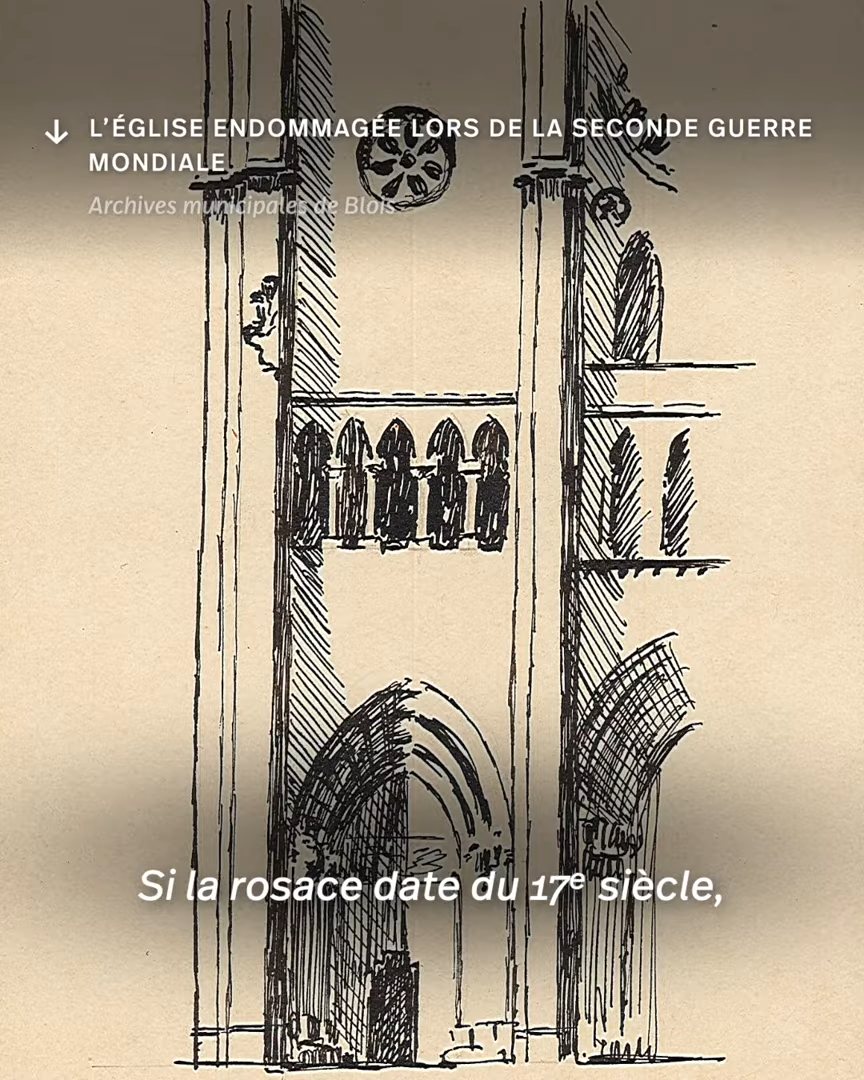 ↓ L’ÉGLISE ENDOMMAGÉE LORS DE LA SECONDE GUERRE
MONDIALE
Archives municipales de Blois
Si la rosace date du 17e siècle,